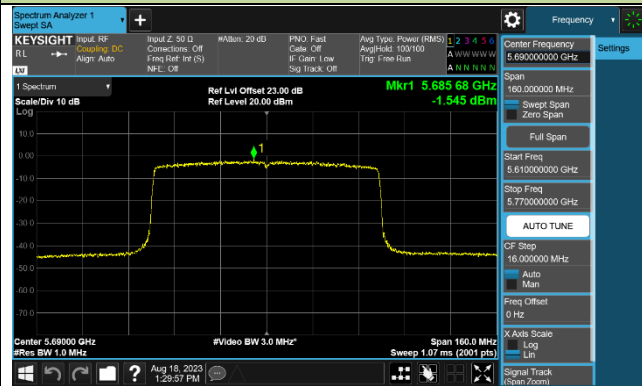 Spectrum Analyzer 1
Swept SA
Frequency
KEYSIGHT
Input: RF
Input Z: 50 Ω
#Atten: 20 dB
PNO: Fast
Avg Type: Power (RMS)
1 2 3 4 5 6
RL
Coupling: DC
Corrections: Off
Gate: Off
Avg|Hold: 100/100
A W W W W W
Align: Auto
Freq Ref: Int (S)
IF Gain: Low
Trig: Free Run
LXI
NFE: Off
Sig Track: Off
A N N N N N
1 Spectrum
Ref Lvl Offset 23.00 dB
Mkr1 5.685 68 GHz
Scale/Div 10 dB
Ref Level 20.00 dBm
-1.545 dBm
Log
1
10.0
0.00
-10.0
-20.0
-30.0
-40.0
-50.0
-60.0
-70.0
Center 5.69000 GHz
#Video BW 3.0 MHz*
Span 160.0 MHz
#Res BW 1.0 MHz
Sweep 1.07 ms (2001 pts)
Aug 18, 2023
1:29:57 PM
Center Frequency
Settings
5.690000000 GHz
Span
160.000000 MHz
Swept Span
Zero Span
Full Span
Start Freq
5.610000000 GHz
Stop Freq
5.770000000 GHz
AUTO TUNE
CF Step
16.000000 MHz
Auto
Man
Freq Offset
0 Hz
X Axis Scale
Log
Lin
Signal Track
(Span Zoom)